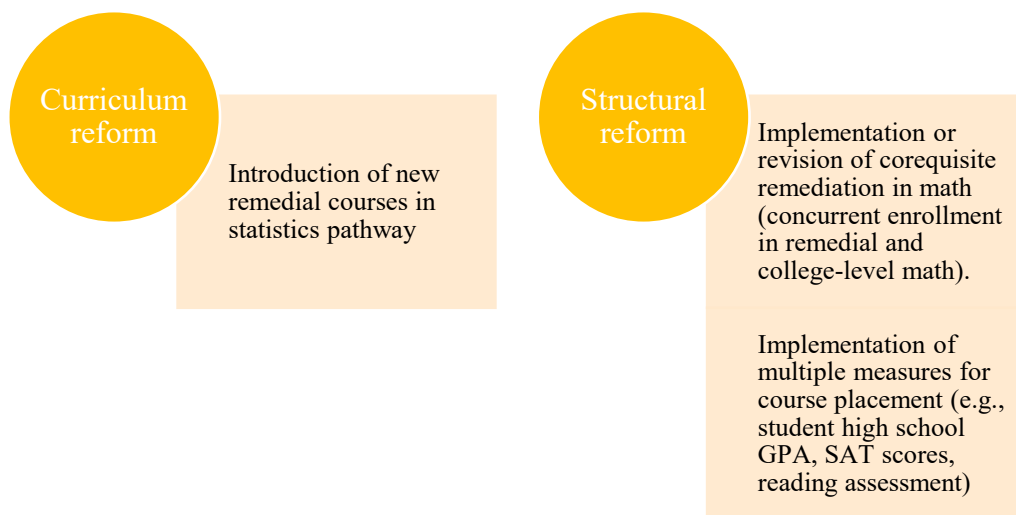 Curriculum
reform
Introduction of new
remedial courses in
statistics pathway
Structural
reform
Implementation or
revision of corequisite
remediation in math
(concurrent enrollment
in remedial and
college-level math).
Implementation of
multiple measures for
course placement (e.g.,
student high school
GPA, SAT scores,
reading assessment)